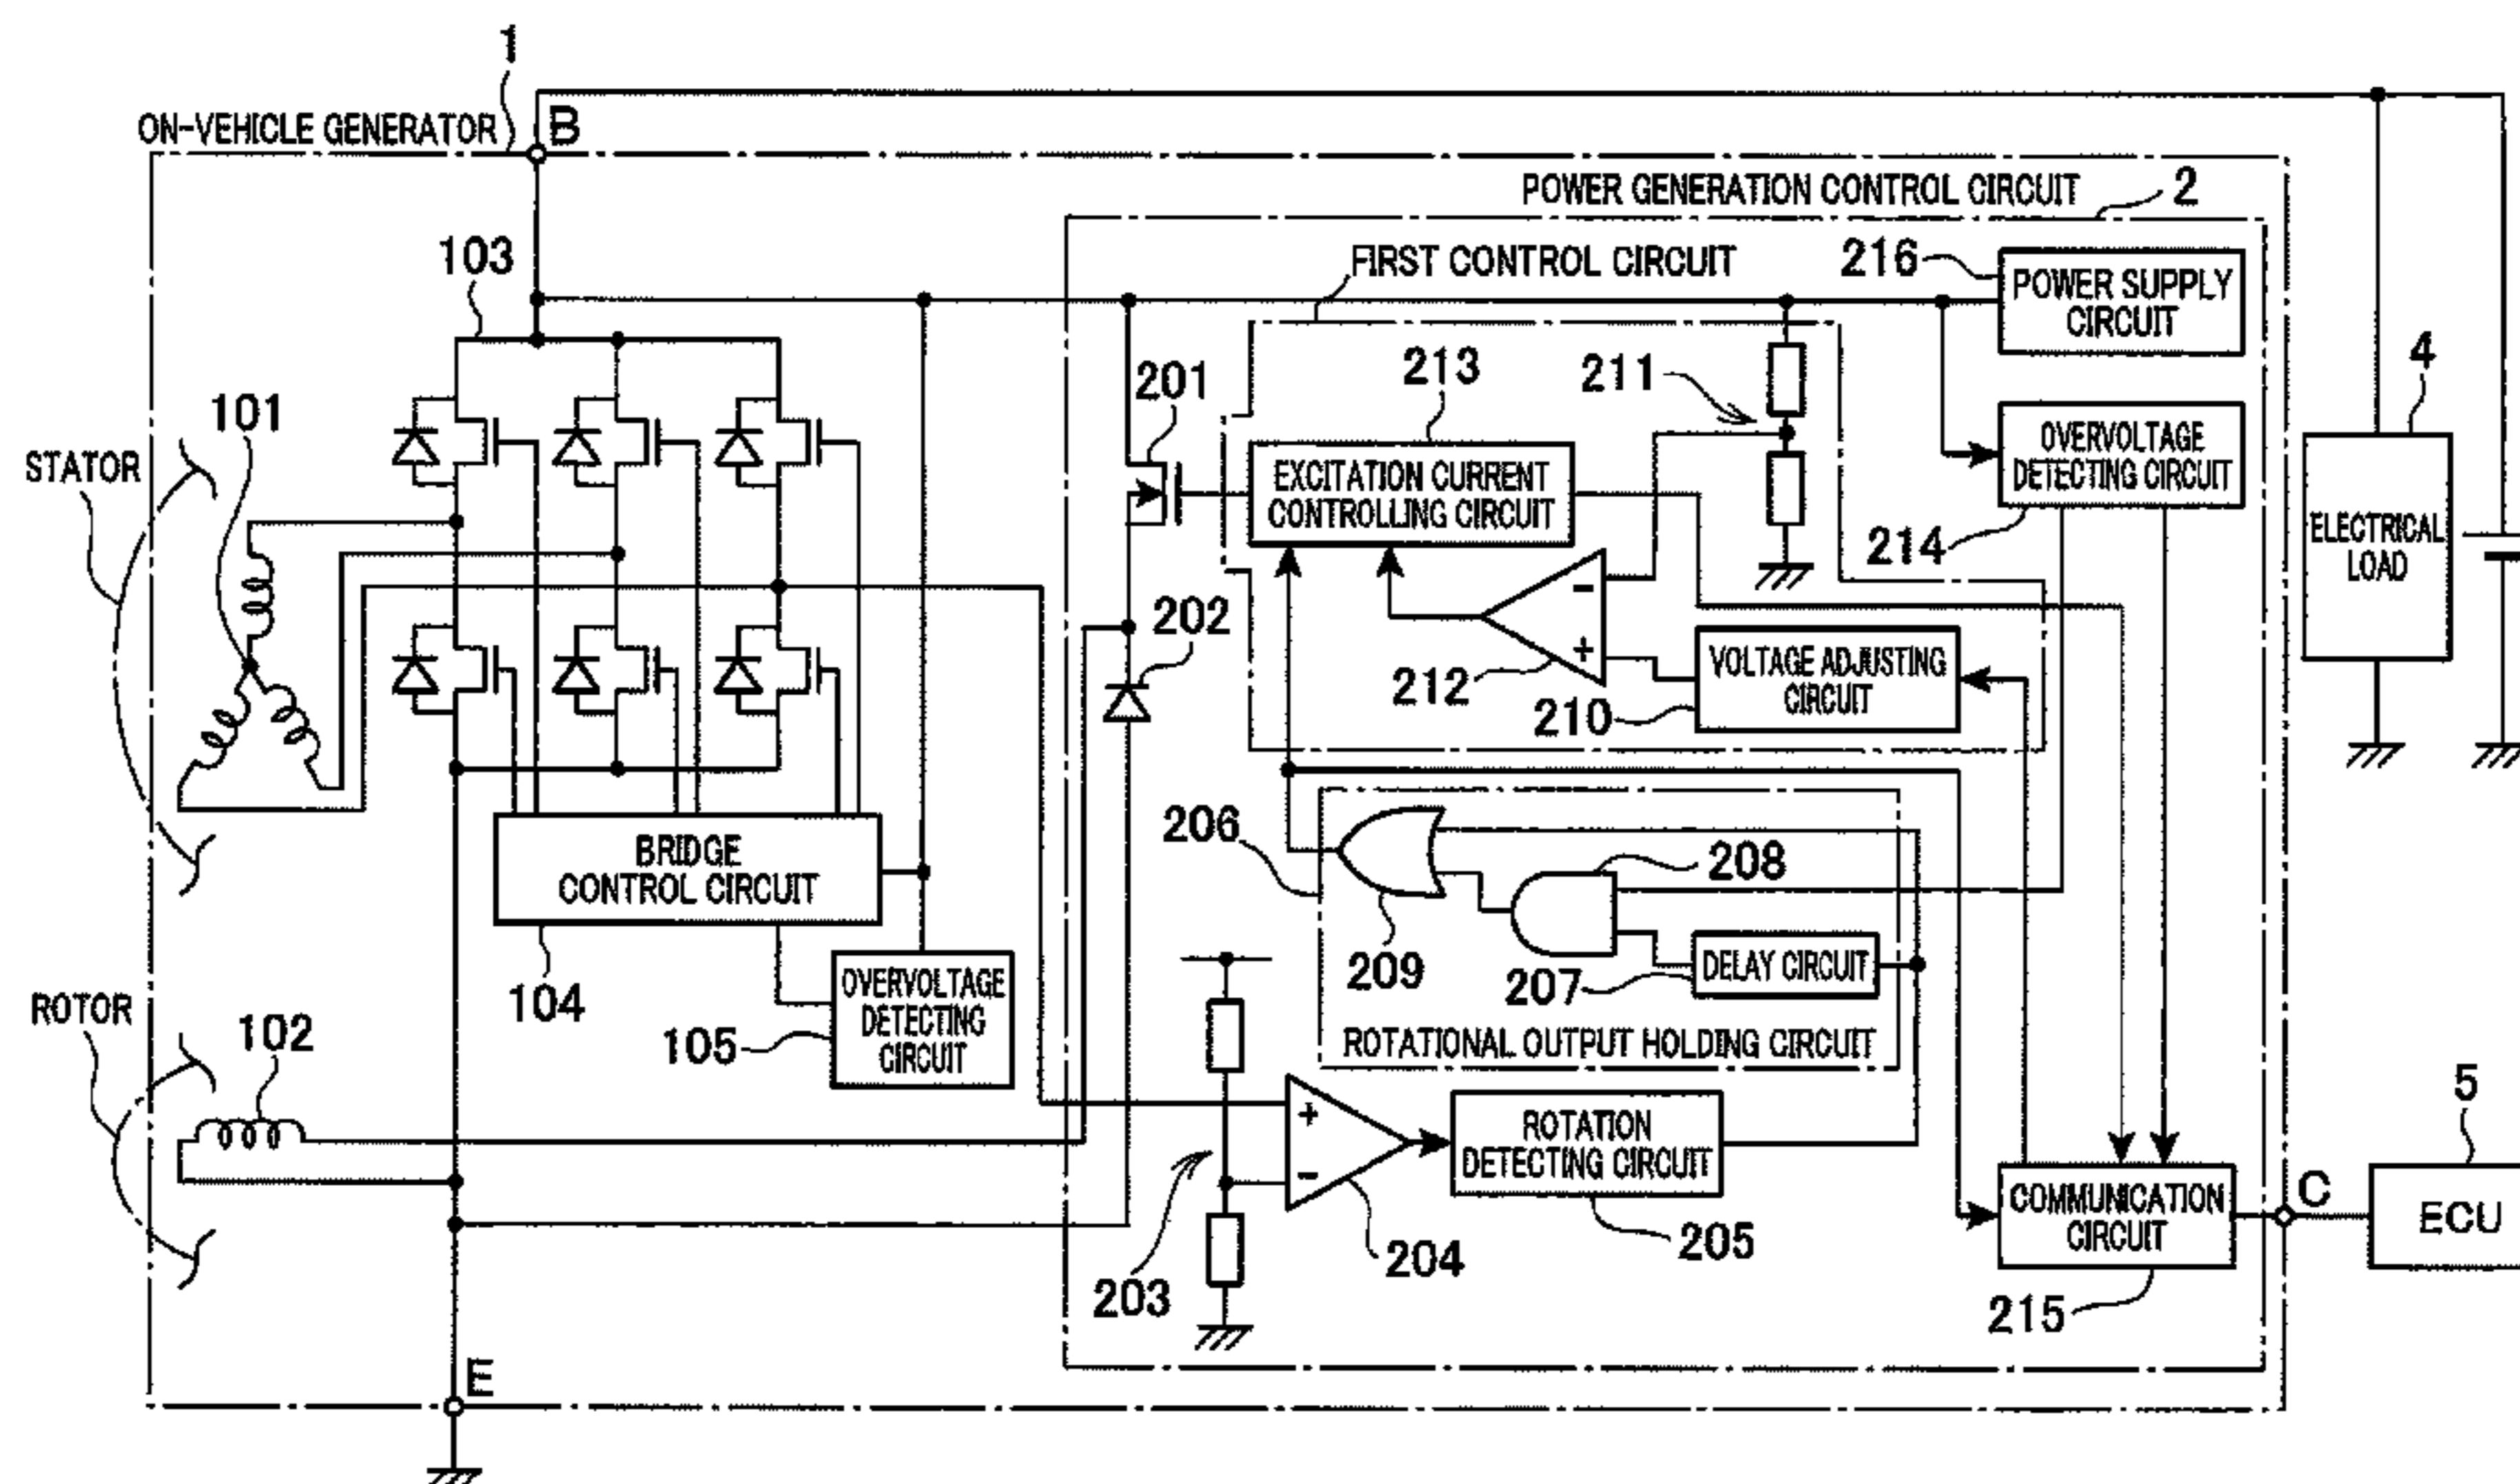 1
ON-VEHICLE GENERATOR
B
POWER GENERATION CONTROL CIRCUIT
2
103
FIRST CONTROL CIRCUIT
216
POWER SUPPLY
CIRCUIT
4
201
213
211
101
STATOR
EXCITATION CURRENT
CONTROLLING CIRCUIT
OVERVOLTAGE
DETECTING CIRCUIT
214
ELECTRICAL
LOAD
202
-
+
212
VOLTAGE ADJUSTING
CIRCUIT
210
206
208
BRIDGE
CONTROL CIRCUIT
209
207
DELAY CIRCUIT
104
OVERVOLTAGE
DETECTING
CIRCUIT
105
ROTOR
102
ROTATIONAL OUTPUT HOLDING CIRCUIT
5
+
-
ROTATION
DETECTING CIRCUIT
COMMUNICATION
CIRCUIT
C
ECU
203
204
205
215
E